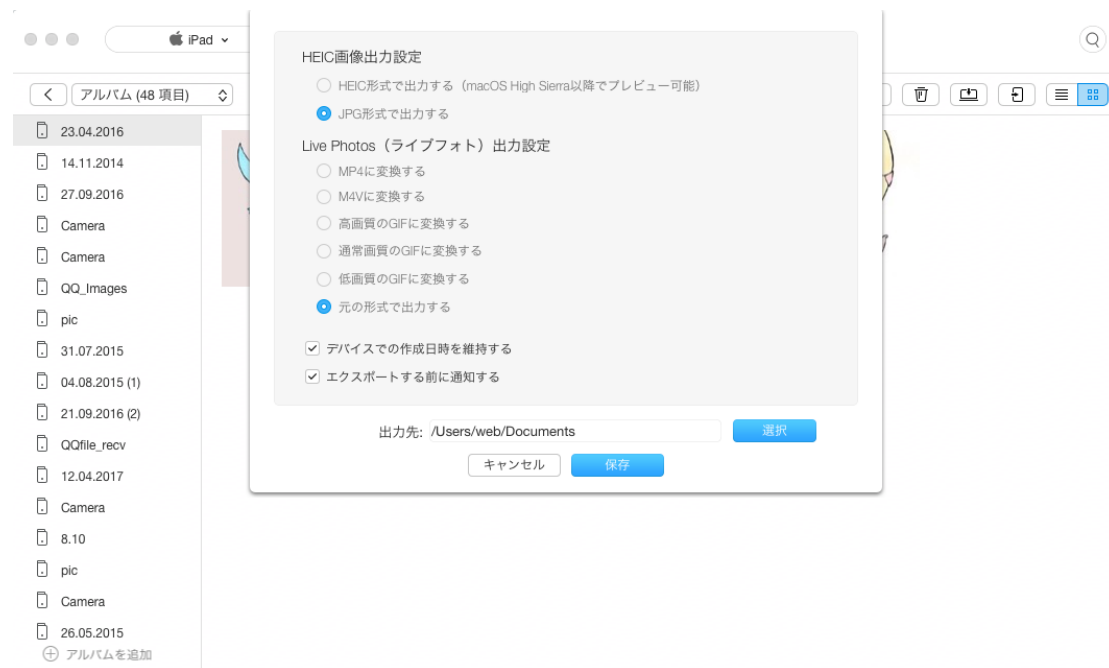 iPad
アルバム (48 項目)
23.04.2016
14.11.2014
27.09.2016
Camera
Camera
QQ_Images
pic
31.07.2015
04.08.2015 (1)
21.09.2016 (2)
QQfile_recv
12.04.2017
Camera
8.10
pic
Camera
26.05.2015
アルバムを追加
HEIC画像出力設定
HEIC形式で出力する（macOS High Sierra以降でプレビュー可能）
JPG形式で出力する
Live Photos（ライブフォト）出力設定
MP4に変換する
M4Vに変換する
高画質のGIFに変換する
通常画質のGIFに変換する
低画質のGIFに変換する
元の形式で出力する
デバイスでの作成日時を維持する
エクスポートする前に通知する
出力先: /Users/web/Documents 選択
キャンセル 保存